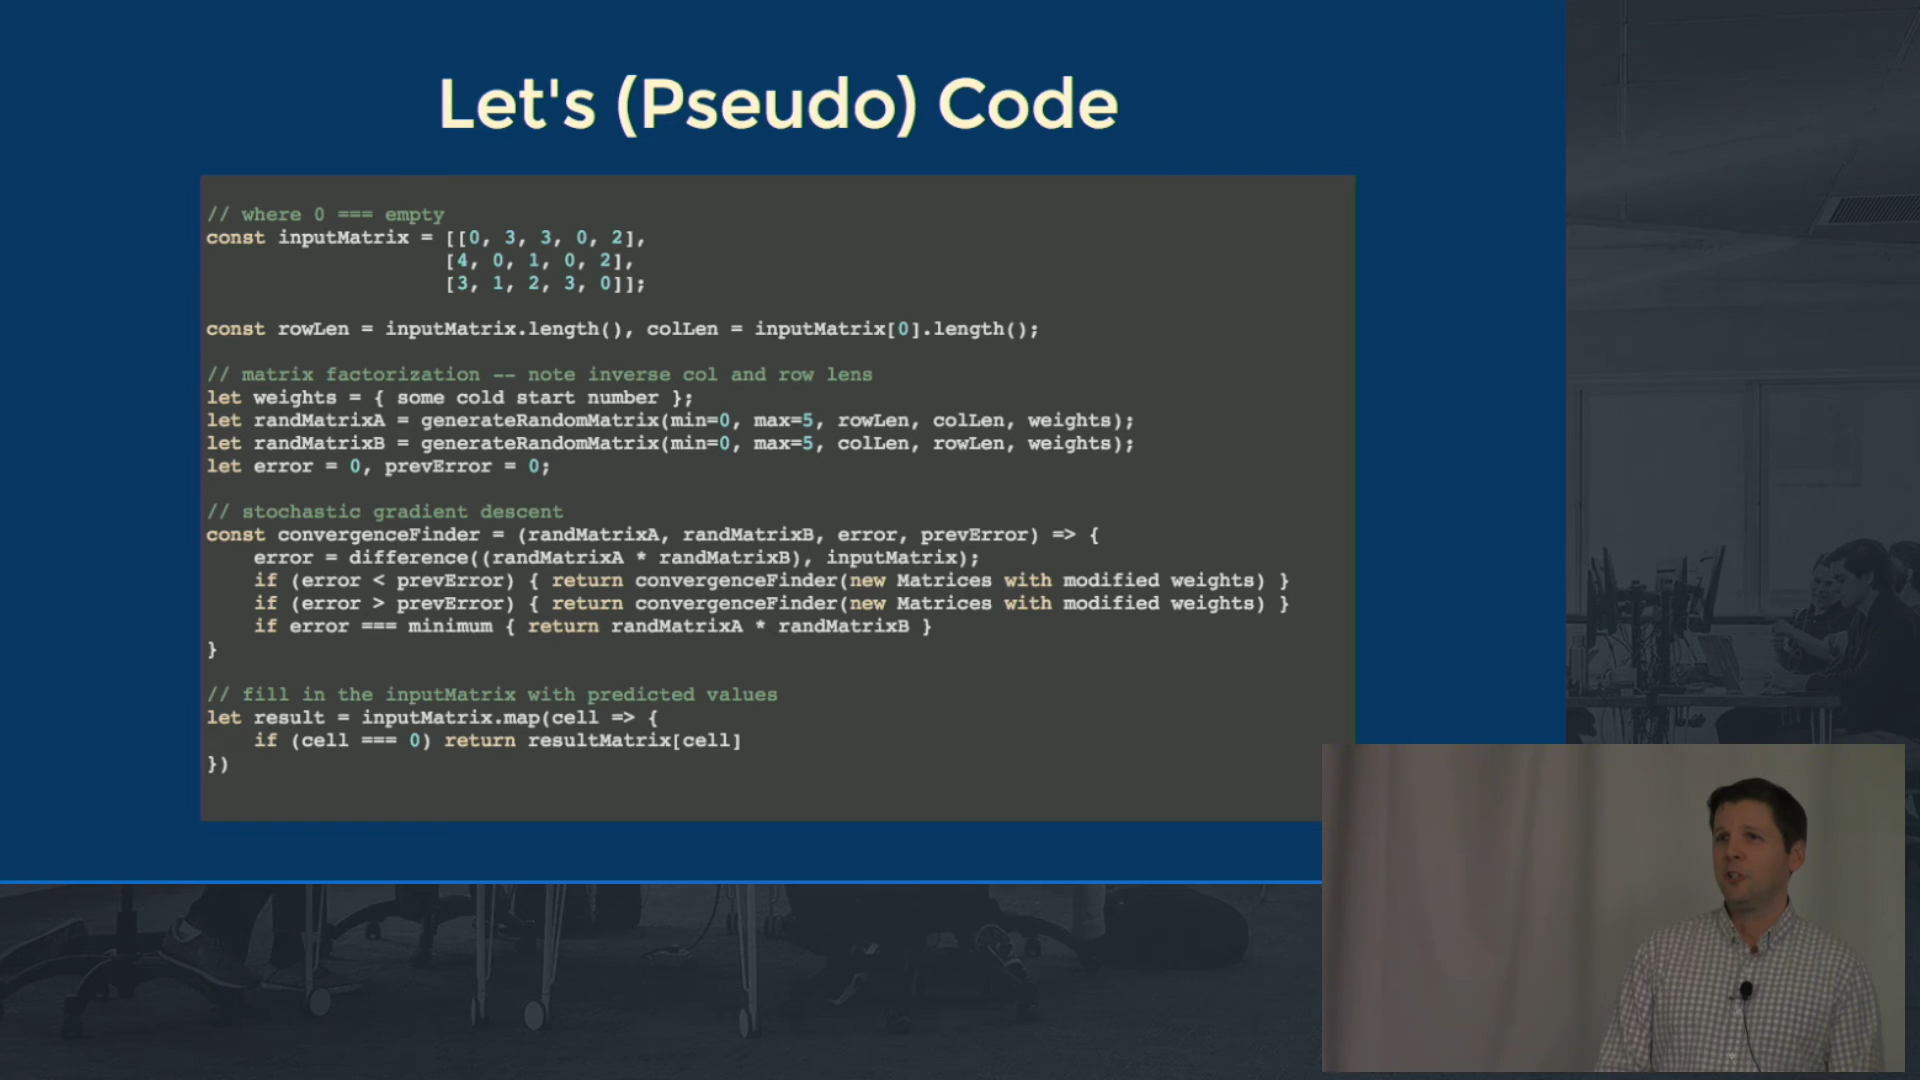 Let's (Pseudo) Code
// where 0 === empty
const inputMatrix = [[0, 3, 3, 0, 2],
[4, 0, 1, 0, 2],
[3, 1, 2, 3, 0]];
const rowLen = inputMatrix.length(), colLen = inputMatrix[0].length();
// matrix factorization -- note inverse col and row lens
let weights = { some cold start number };
let randMatrixA = generateRandomMatrix(min=0, max=5, rowLen, colLen, weights);
let randMatrixB = generateRandomMatrix(min=0, max=5, colLen, rowLen, weights);
let error = 0, prevError = 0;
// stochastic gradient descent
const convergenceFinder = (randMatrixA, randMatrixB, error, prevError) => {
error = difference((randMatrixA * randMatrixB), inputMatrix);
if (error < prevError) { return convergenceFinder(new Matrices with modified weights) }
if (error > prevError) { return convergenceFinder(new Matrices with modified weights) }
if error === minimum { return randMatrixA * randMatrixB }
}
// fill in the inputMatrix with predicted values
let result = inputMatrix.map(cell => {
if (cell === 0) return resultMatrix[cell]
})